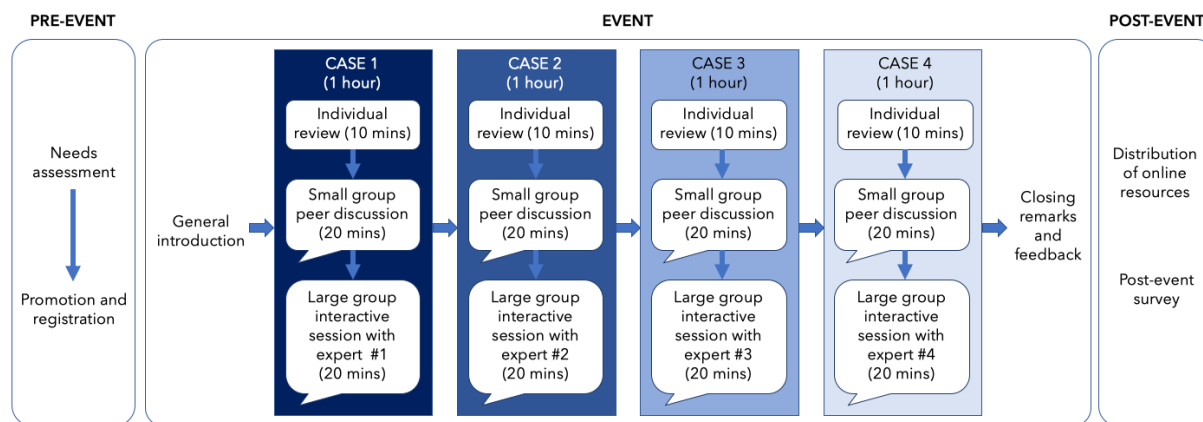 PRE-EVENT
Needs
assessment
Promotion and
registration
EVENT
General
introduction
CASE 1
(1 hour)
Individual
review (10 mins)
Small group
peer discussion
(20 mins)
Large group
interactive
session with
expert #1
(20 mins)
CASE 2
(1 hour)
Individual
review (10 mins)
Small group
peer discussion
(20 mins)
Large group
interactive
session with
expert #2
(20 mins)
CASE 3
(1 hour)
Individual
review (10 mins)
Small group
peer discussion
(20 mins)
Large group
interactive
session with
expert #3
(20 mins)
CASE 4
(1 hour)
Individual
review (10 mins)
Small group
peer discussion
(20 mins)
Large group
interactive
session with
expert #4
(20 mins)
Closing
remarks
and
feedback
POST-EVENT
Distribution
of online
resources
Post-event
survey